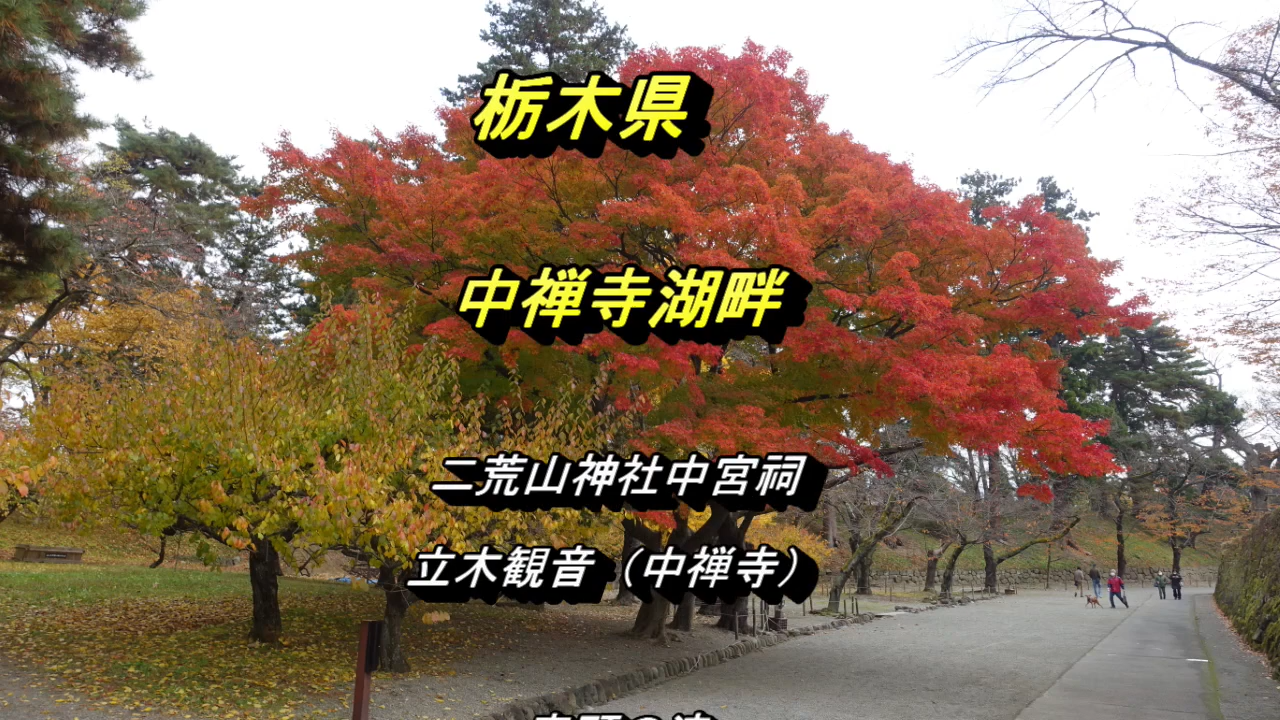 栃木県
中禅寺湖畔
二荒山神社中宮祠
立木観音（中禅寺）